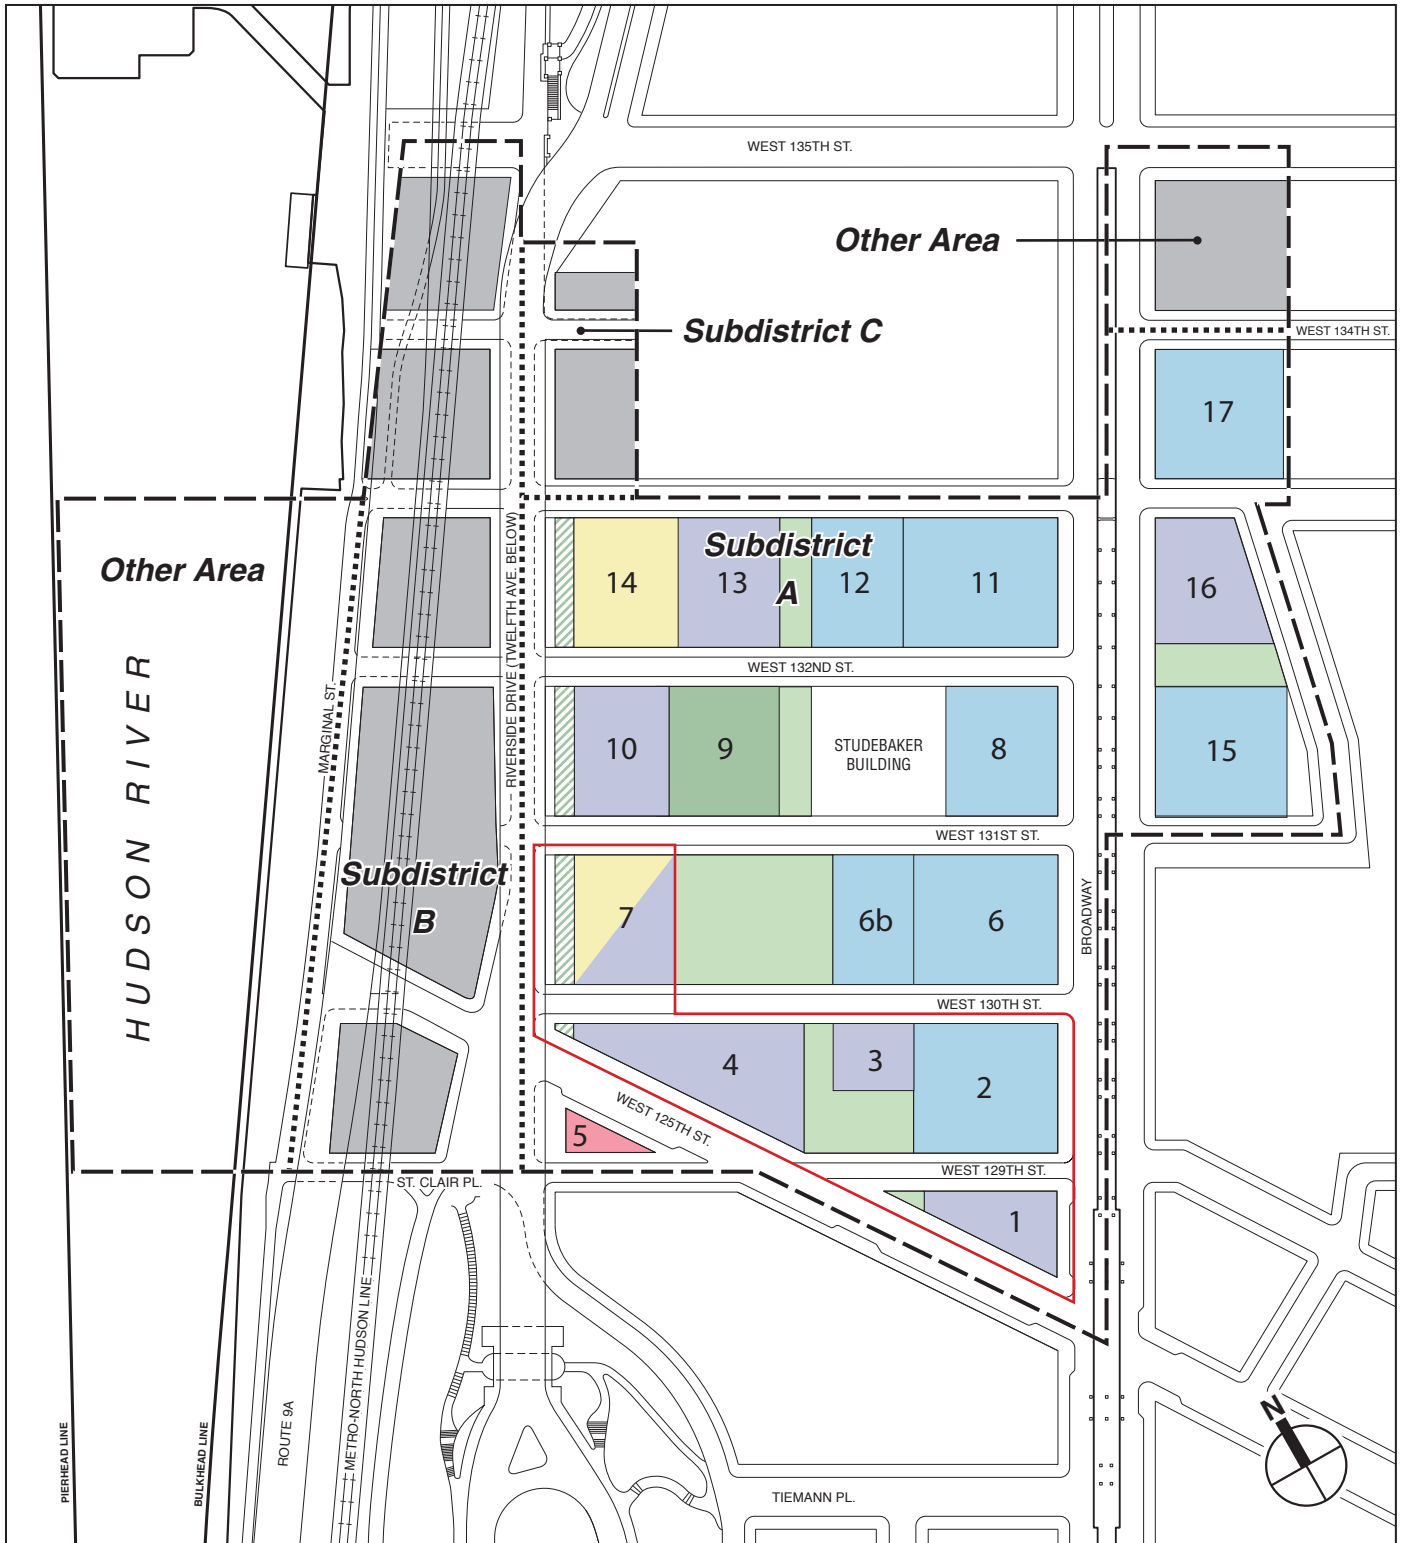 WEST 135TH ST.
Other Area
Subdistrict C
WEST 134TH ST.
17
Other Area
HUDSON RIVER
MARGINAL ST.
RIVERSIDE DRIVE (TWELFTH AVE. BELOW)
Subdistrict
A
14
13
12
11
16
WEST 132ND ST.
10
9
STUDEBAKER
BUILDING
8
15
WEST 131ST ST.
Subdistrict
B
7
6b
6
BROADWAY
WEST 130TH ST.
4
3
2
WEST 125TH ST.
5
WEST 129TH ST.
ST. CLAIR PL.
1
METRO-NORTH HUDSON LINE
ROUTE 9A
PIERHEAD LINE
BULKHEAD LINE
TIEMANN PL.
N